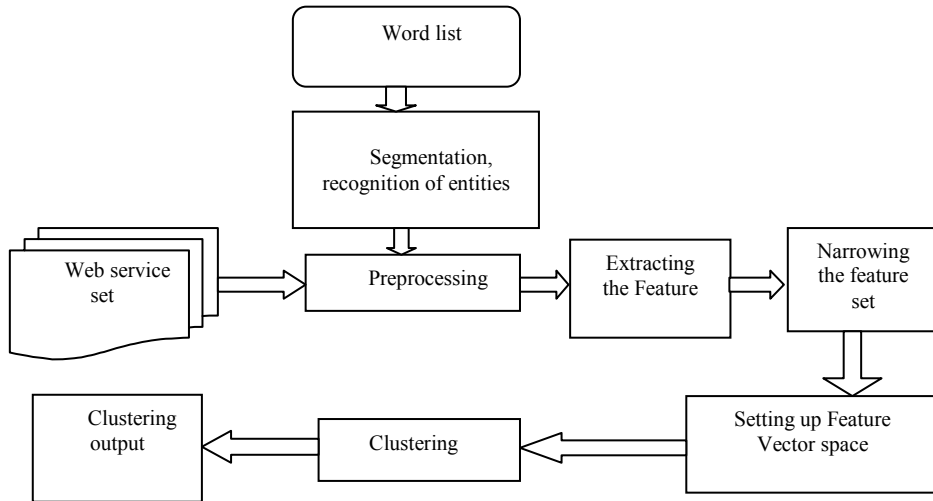 Word list
Segmentation,
recognition of entities
Web service
set
Preprocessing
Extracting
the Feature
Narrowing
the feature
set
Setting up Feature
Vector space
Clustering
Clustering
output